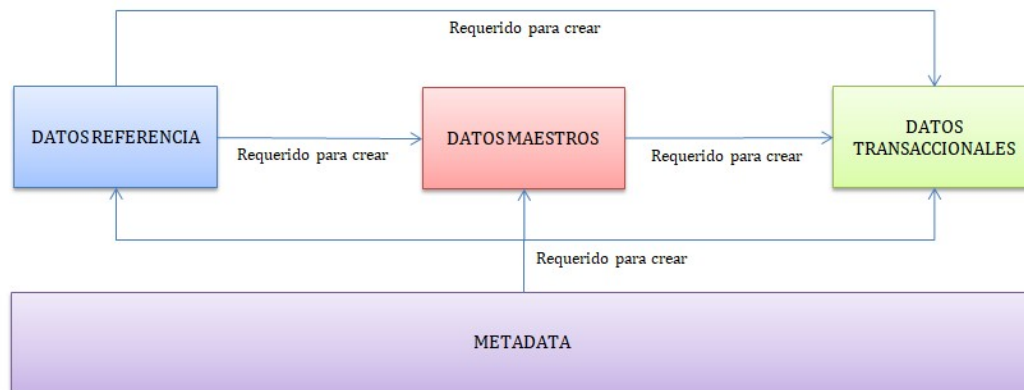 Requerido para crear
DATOS REFERENCIA
Requerido para crear
DATOS MAESTROS
Requerido para crear
DATOS
TRANSACCIONALES
Requerido para crear
METADATA